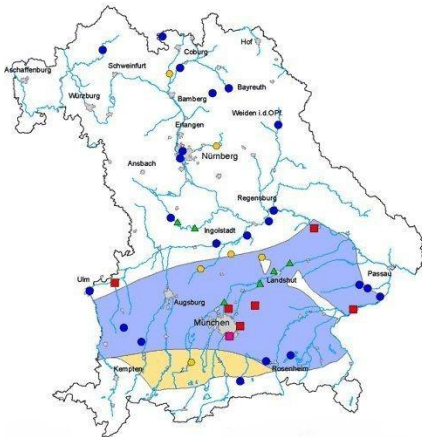 Hof
Coburg
Schweinfurt
Aschaffenburg
Bayreuth
Würzburg
Bamberg
Weiden i.d.OPf.
Erlangen
Nürnberg
Ansbach
Regensburg
Ingolstadt
Passau
Ulm
Landshut
Augsburg
München
Kempten
Rosenheim